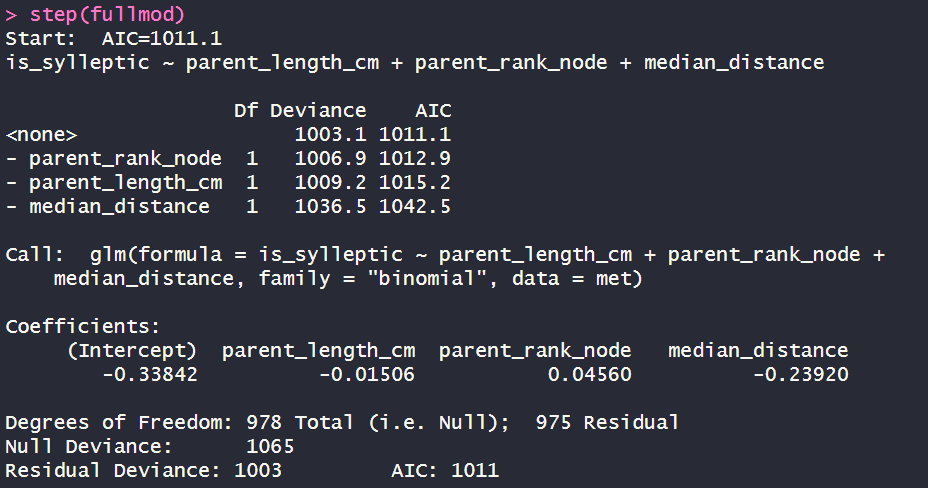 > step(fullmod)
Start:  AIC=1011.1
is_sylleptic ~ parent_length_cm + parent_rank_node + median_distance

                   Df Deviance    AIC
<none>                  1003.1 1011.1
- parent_rank_node  1   1006.9 1012.9
- parent_length_cm  1   1009.2 1015.2
- median_distance   1   1036.5 1042.5

Call:  glm(formula = is_sylleptic ~ parent_length_cm + parent_rank_node +
    median_distance, family = "binomial", data = met)

Coefficients:
     (Intercept)  parent_length_cm  parent_rank_node   median_distance
        -0.33842          -0.01506           0.04560          -0.23920

Degrees of Freedom: 978 Total (i.e. Null);  975 Residual
Null Deviance:      1065
Residual Deviance: 1003         AIC: 1011